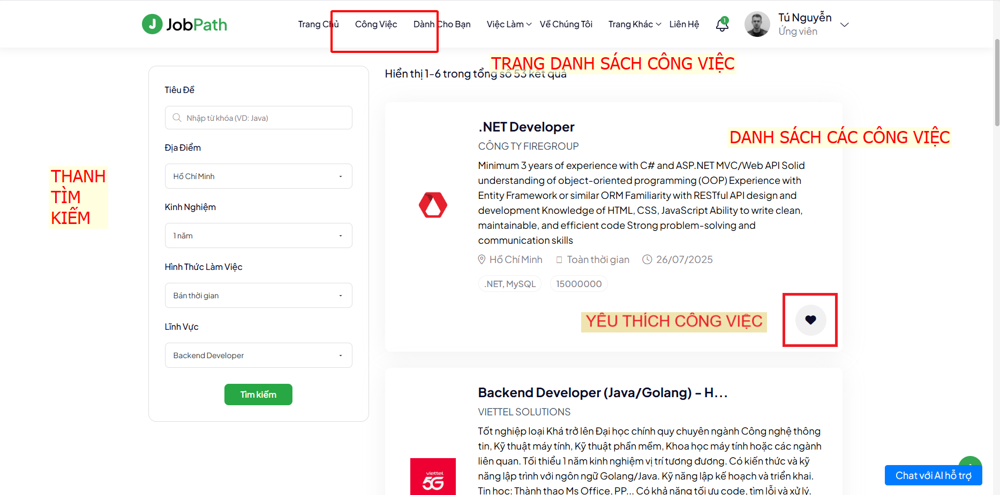 JobPath
Trang Chủ
Công Việc
Dành Cho Bạn
Việc Làm
Về Chúng Tôi
Trang Khác
Liên Hệ
1
Tú Nguyễn
Ứng viên
TRANG DANH SÁCH CÔNG VIỆC
Hiển thị 1-6 trong tổng số 53 kết quả
Tiêu Đề
Nhập từ khóa (VD: Java)
Địa Điểm
Hồ Chí Minh
Kinh Nghiệm
1 năm
Hình Thức Làm Việc
Bán thời gian
Lĩnh Vực
Backend Developer
Tìm kiếm
THANH
TÌM
KIẾM
.NET Developer
DANH SÁCH CÁC CÔNG VIỆC
CÔNG TY FIREGROUP
Minimum 3 years of experience with C# and ASP.NET MVC/Web API Solid
understanding of object-oriented programming (OOP) Experience with
Entity Framework or similar ORM Familiarity with RESTful API design and
development Knowledge of HTML, CSS, JavaScript Ability to write clean,
maintainable, and efficient code Strong problem-solving and
communication skills
Hồ Chí Minh
Toàn thời gian
26/07/2025
.NET, MySQL
15000000
YÊU THÍCH CÔNG VIỆC
Backend Developer (Java/Golang) - H...
VIETTEL SOLUTIONS
Tốt nghiệp loại Khá trở lên Đại học chính quy chuyên ngành Công nghệ thông
tin, Kỹ thuật máy tính, Kỹ thuật phần mềm, Khoa học máy tính hoặc các ngành
liên quan. Tối thiểu 1 năm kinh nghiệm vị trí tương đương. Có kiến thức và kỹ
năng lập trình với ngôn ngữ Golang/Java. Kỹ năng lập kế hoạch và triển khai.
Tin học: Thành thạo Ms Office, PP... Có khả năng tối ưu code, tìm lỗi và xử lý.
viettel
5G
Chat với AI hỗ trợ